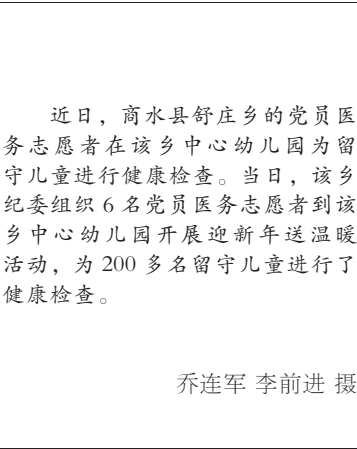 近日，商水县舒庄乡的党员医
务志愿者在该乡中心幼儿园为留
守儿童进行健康检查。当日，该乡
纪委组织 6 名党员医务志愿者到该
乡中心幼儿园开展迎新年送温暖
活动，为 200 多名留守儿童进行了
健康检查。
乔连军 李前进 摄